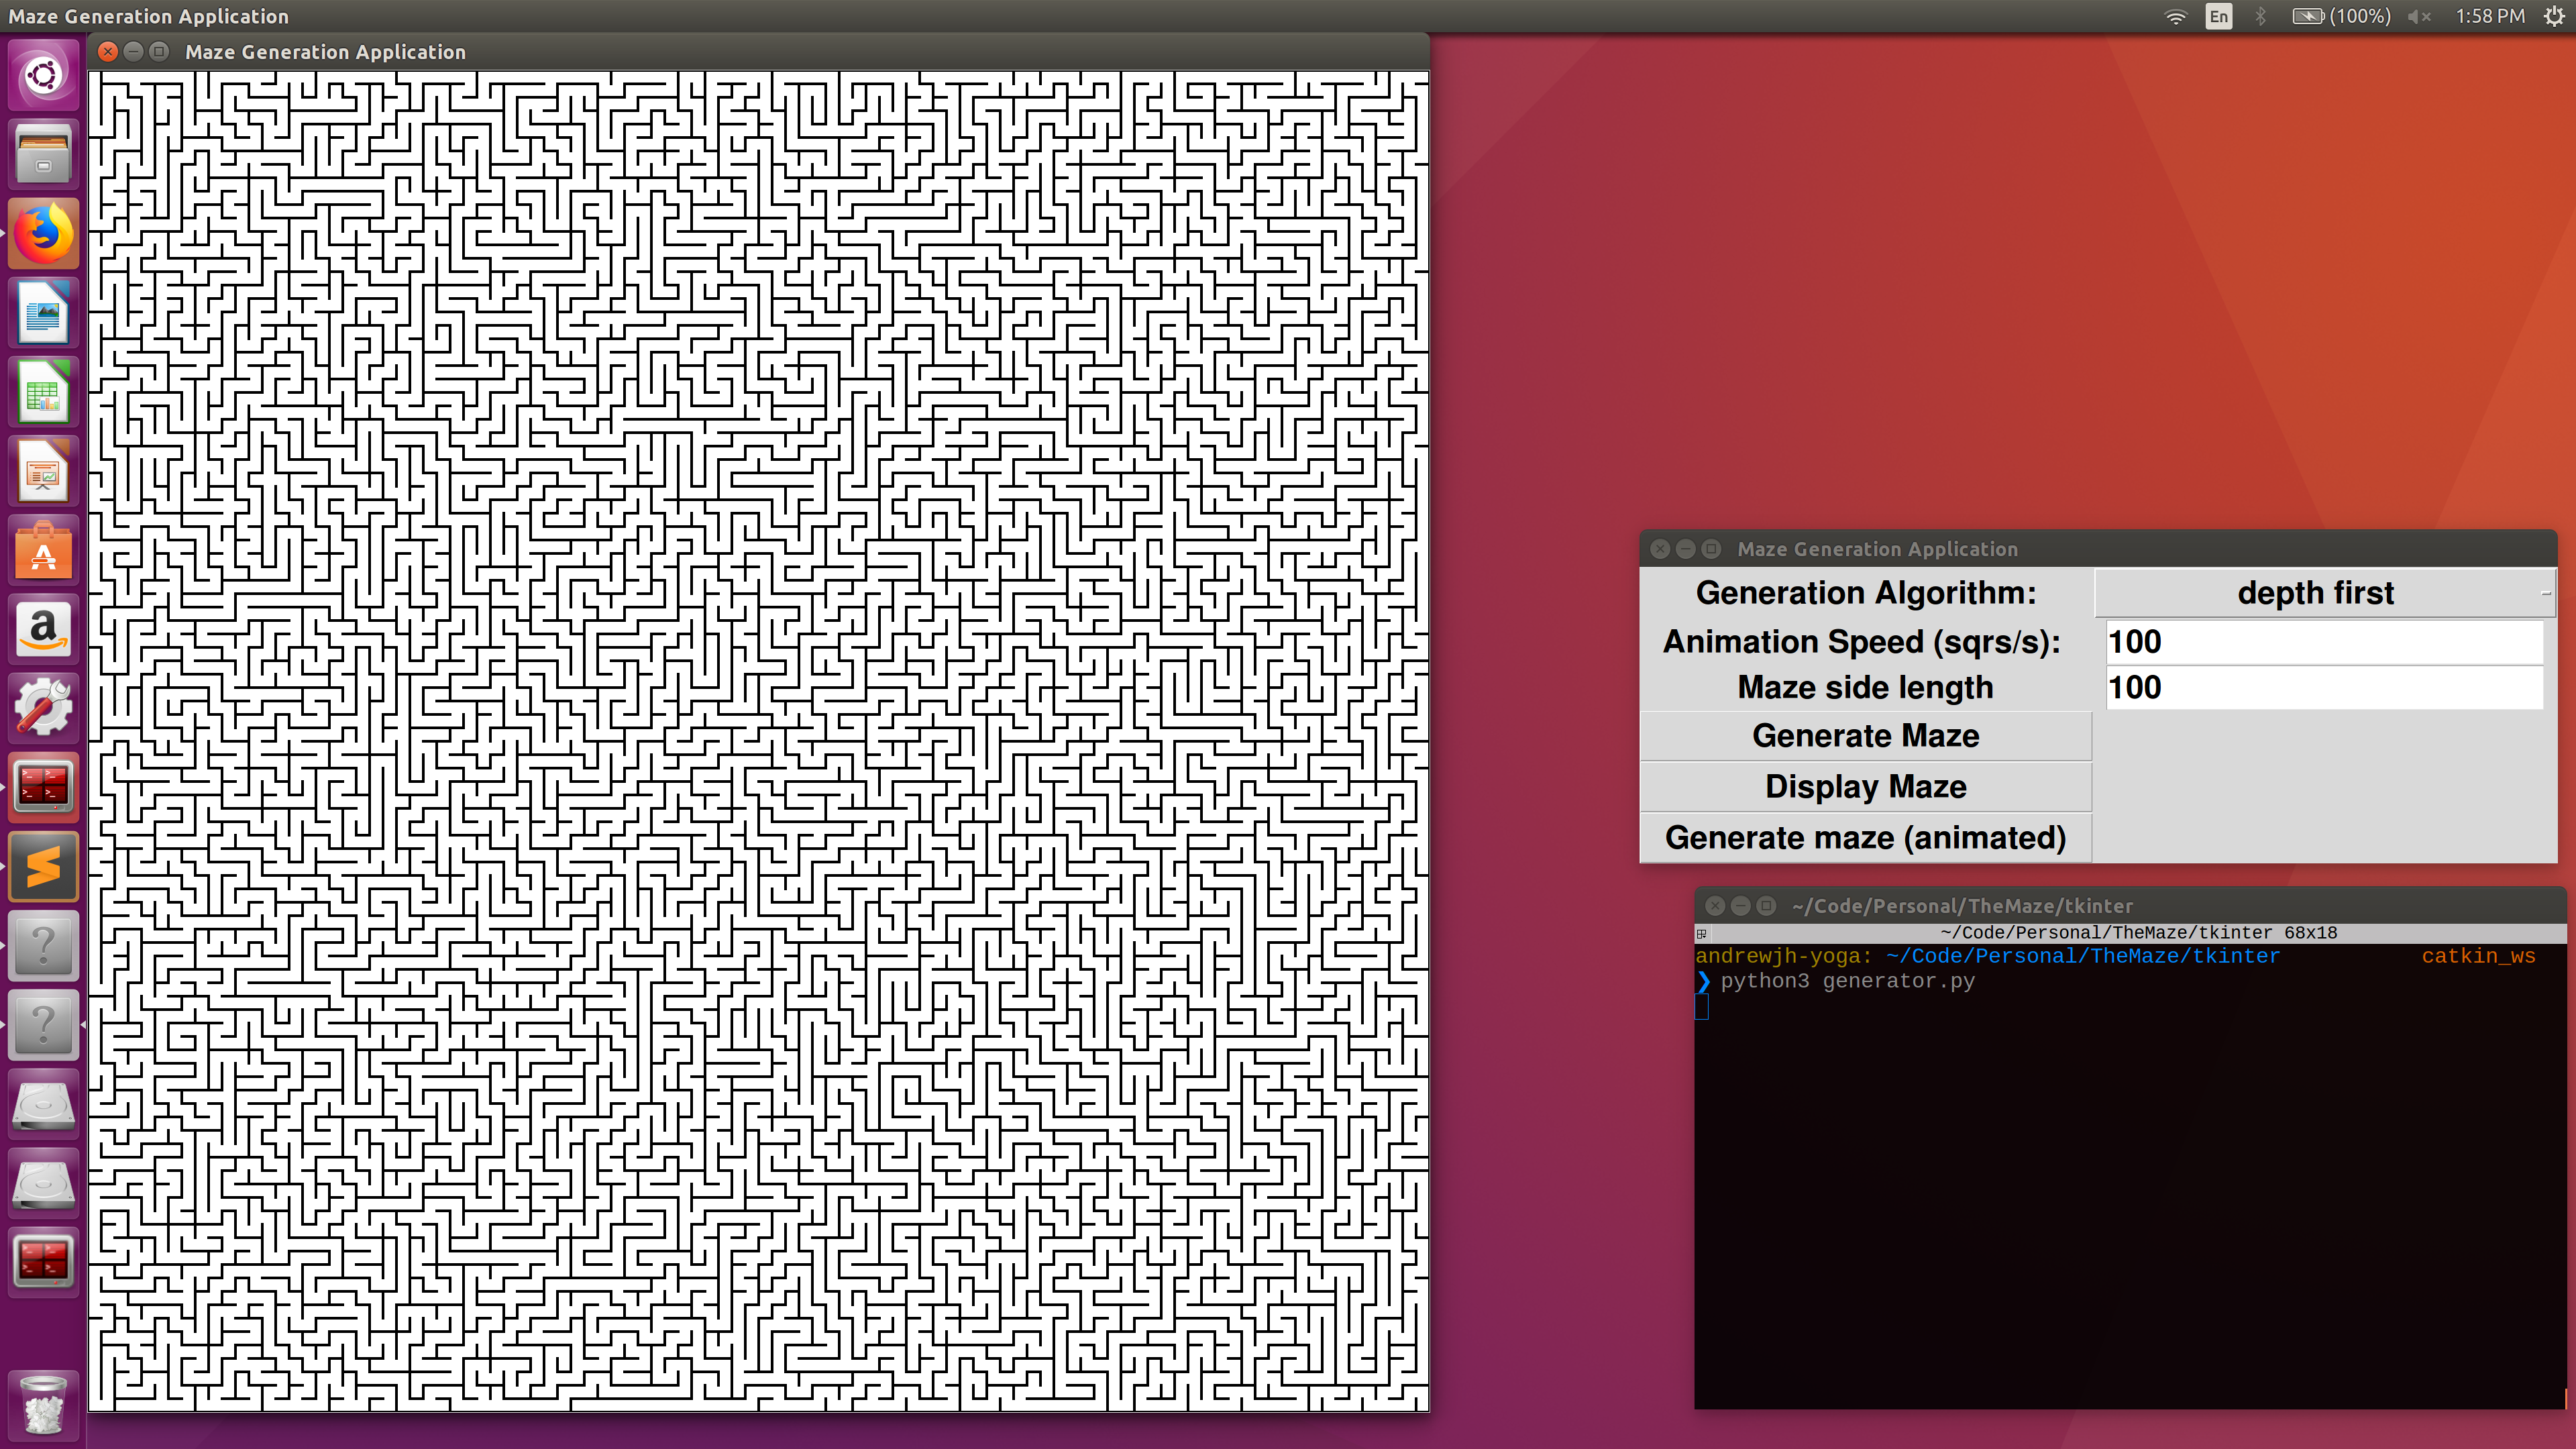 Maze Generation Application
En
(100%)
1:58 PM
Maze Generation Application
Maze Generation Application
Generation Algorithm:
depth first
Animation Speed (sqrs/s):
100
Maze side length
100
Generate Maze
Display Maze
Generate maze (animated)
~/Code/Personal/TheMaze/tkinter
~/Code/Personal/TheMaze/tkinter 68x18
andrewjh-yoga: ~/Code/Personal/TheMaze/tkinter catkin_ws
❯ python3 generator.py